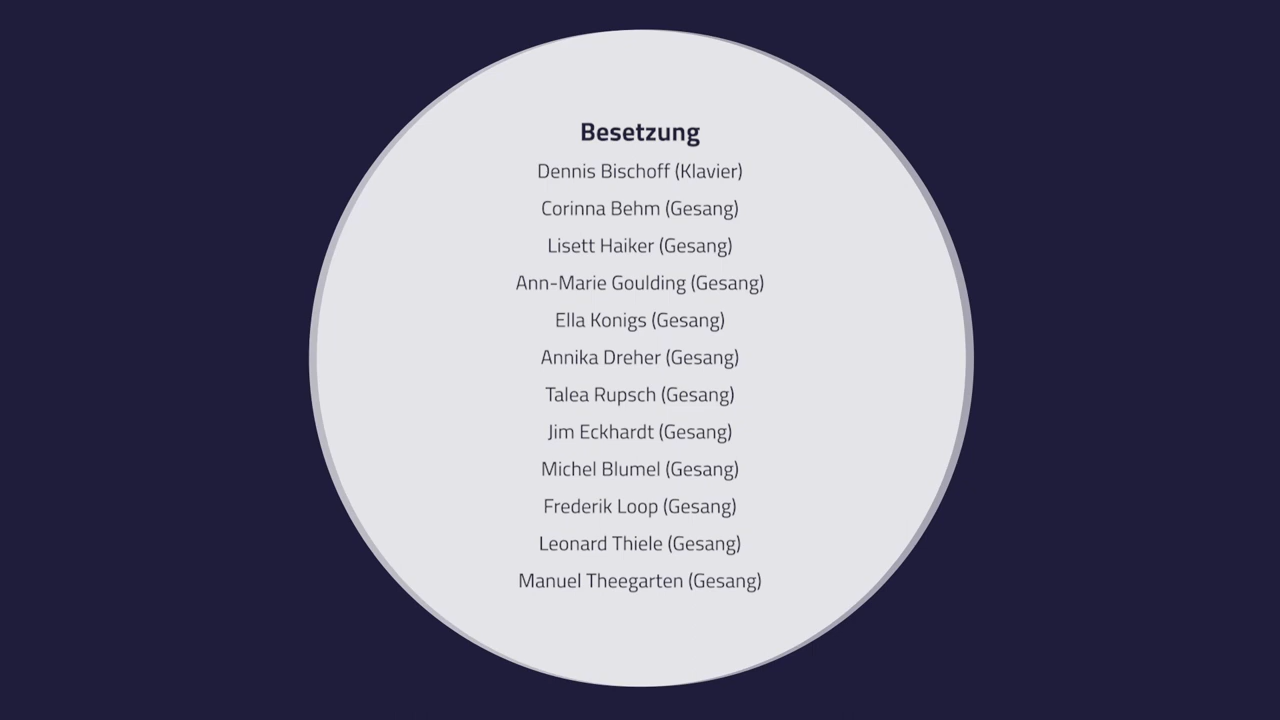 Besetzung
Dennis Bischoff (Klavier)
Corinna Behm (Gesang)
Lisett Haiker (Gesang)
Ann-Marie Goulding (Gesang)
Ella Konigs (Gesang)
Annika Dreher (Gesang)
Talea Rupsch (Gesang)
Jim Eckhardt (Gesang)
Michel Blumel (Gesang)
Frederik Loop (Gesang)
Leonard Thiele (Gesang)
Manuel Theegarten (Gesang)